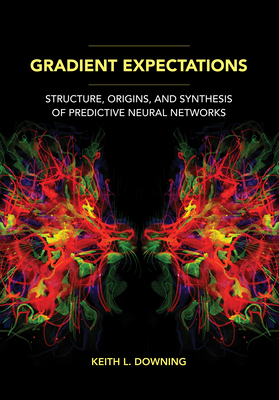 GRADIENT EXPECTATIONS
STRUCTURE, ORIGINS, AND SYNTHESIS
OF PREDICTIVE NEURAL NETWORKS
KEITH L. DOWNING